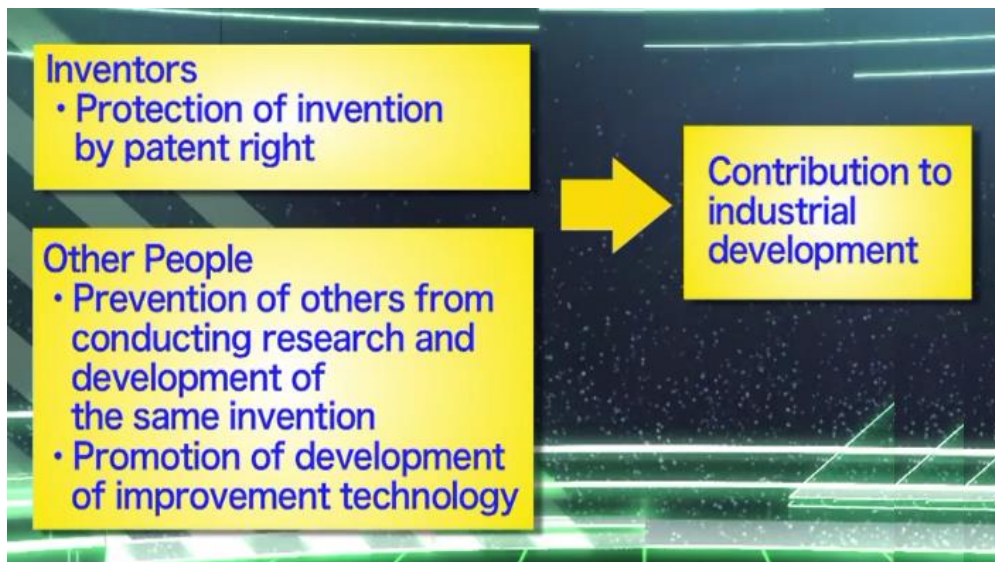 Inventors
・Protection of invention
by patent right
Other People
・Prevention of others from
conducting research and
development of
the same invention
・Promotion of development
of improvement technology
Contribution to
industrial
development